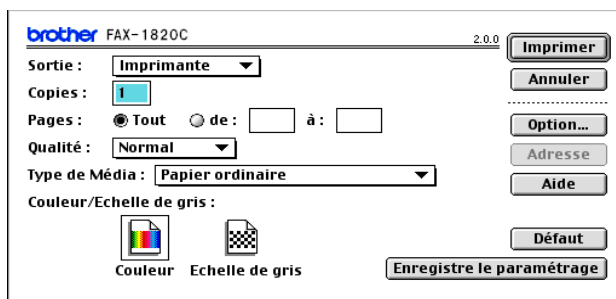 brother FAX-1820C 2.0.0 Imprimer
Sortie : Imprimante
Annuler
Copies : 1
Pages : Tout de : à :
Option...
Qualité : Normal
Adresse
Type de Média : Papier ordinaire
Aide
Couleur/Echelle de gris :
Défaut
Couleur Echelle de gris
Enregistre le paramétrage